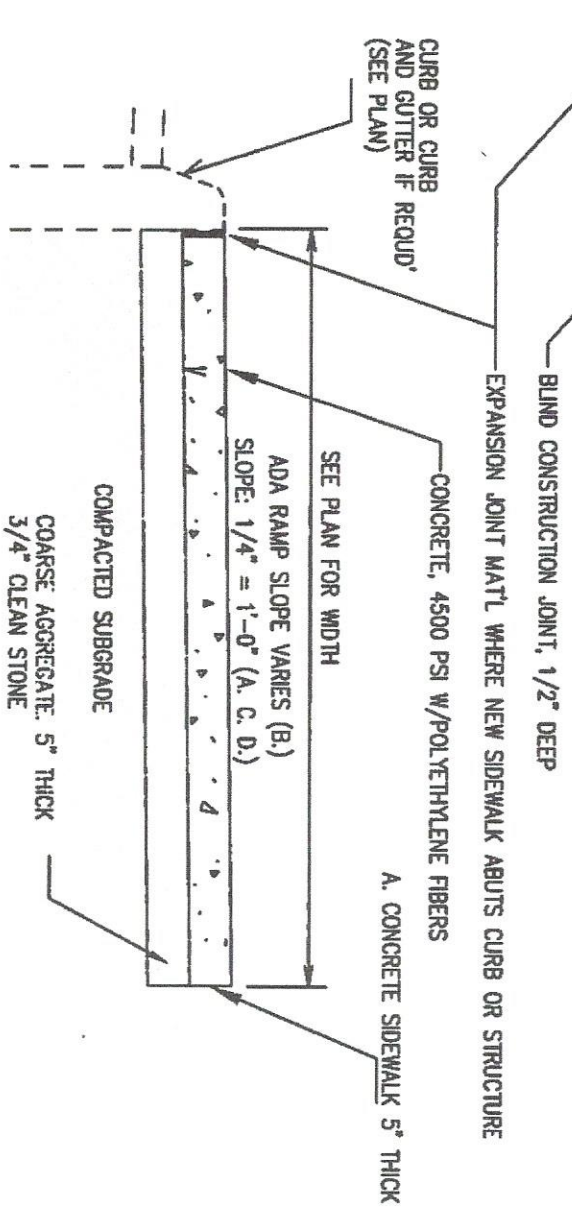 BLIND CONSTRUCTION JOINT, 1/2" DEEP
EXPANSION JOINT MAT'L WHERE NEW SIDEWALK ABUTS CURB OR STRUCTURE
CONCRETE, 4500 PSI W/POLYETHYLENE FIBERS
A. CONCRETE SIDEWALK 5" THICK
CURB OR CURB
AND GUTTER IF REQUD'
(SEE PLAN)
SEE PLAN FOR WIDTH
ADA RAMP SLOPE VARIES (B.)
SLOPE: 1/4" = 1'-0" (A. C. D.)
COMPACTED SUBGRADE
COARSE AGGREGATE. 5" THICK
3/4" CLEAN STONE